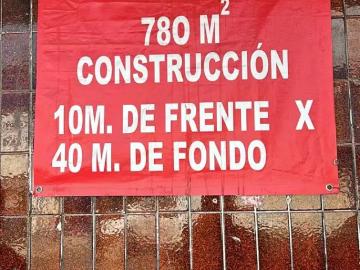 780 M²
CONSTRUCCIÓN
10M. DE FRENTE X
40 M. DE FONDO